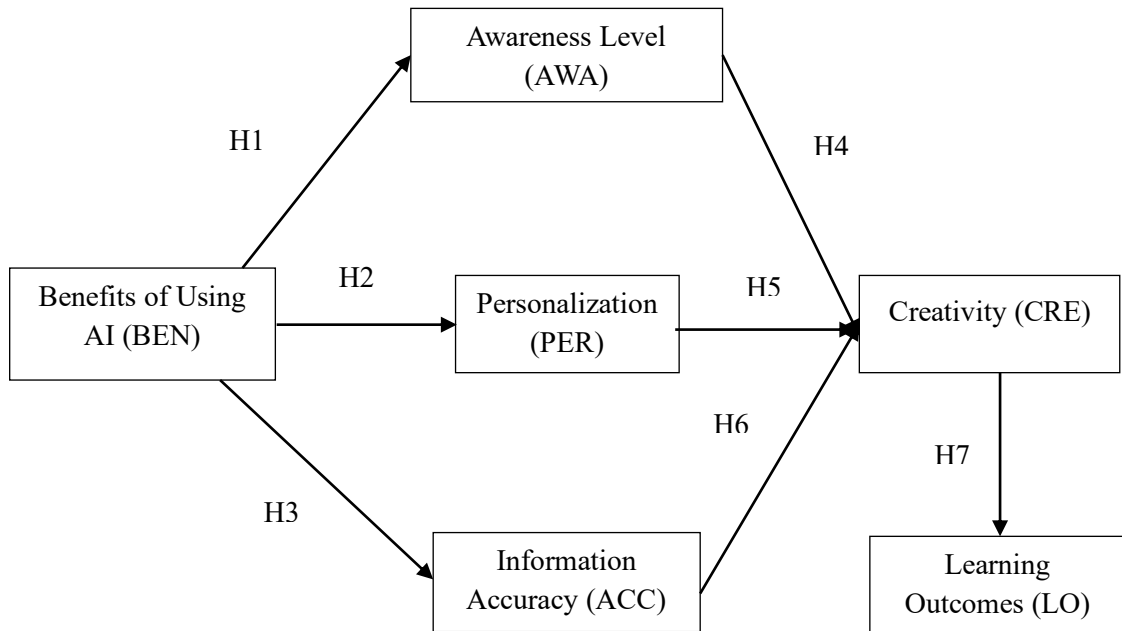 Awareness Level
(AWA)
H1
H4
Benefits of Using
AI (BEN)
H2
Personalization
(PER)
H5
Creativity (CRE)
H3
H6
H7
Information
Accuracy (ACC)
Learning
Outcomes (LO)